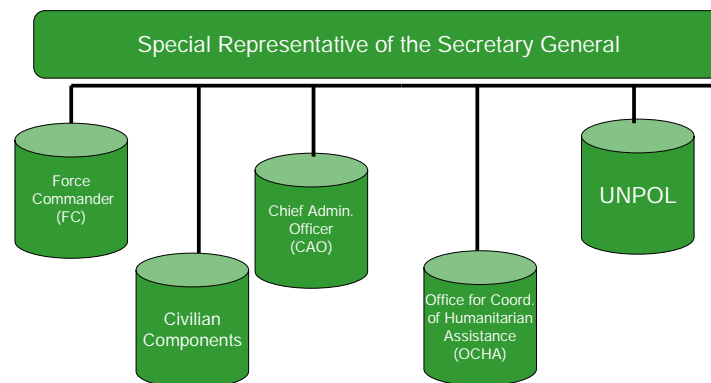 Special Representative of the Secretary General
Force
Commander
(FC)
Civilian
Components
Chief Admin.
Officer
(CAO)
Office for Coord.
of Humanitarian
Assistance
(OCHA)
UNPOL